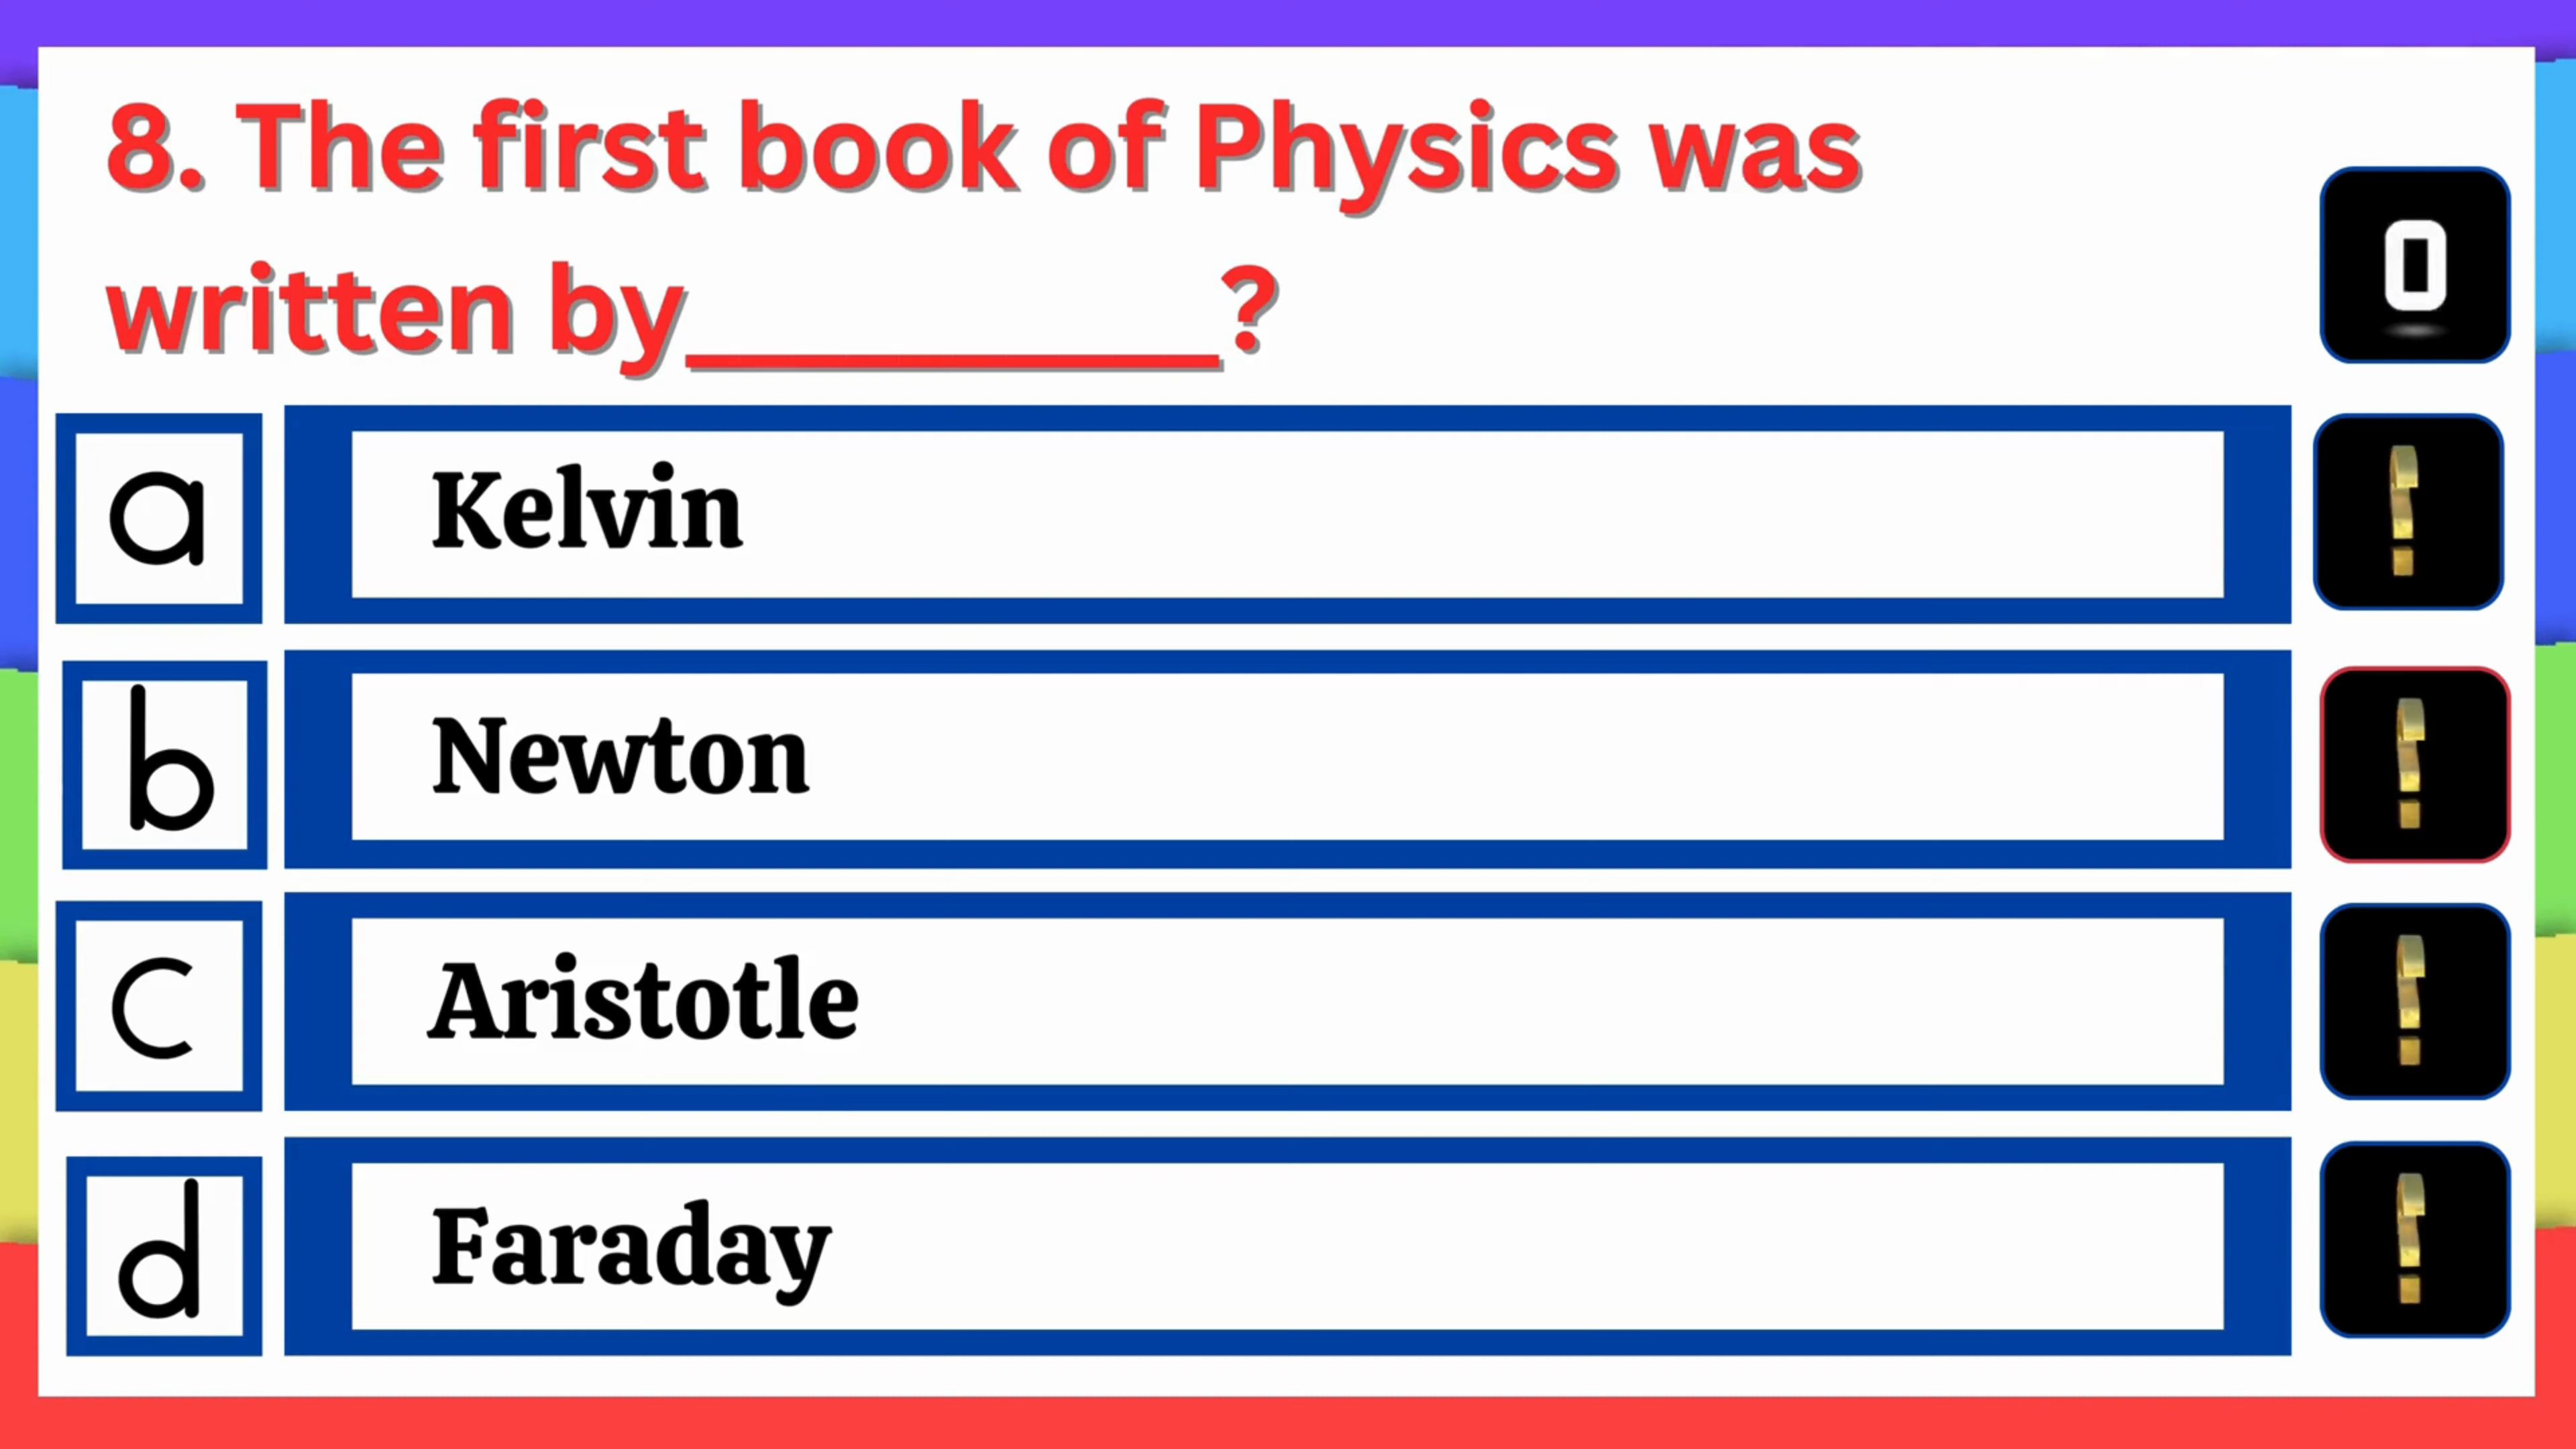 8. The first book of Physics was
written by__________?
0
a Kelvin
b Newton
c Aristotle
d Faraday